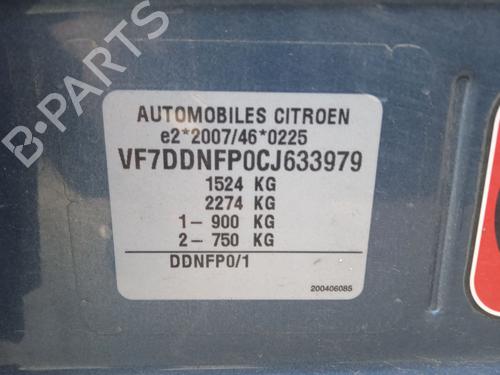 AUTOMOBILES CITROEN
e2*2007/46*0225
VF7DDNFP0CJ633979
1524 KG
2274 KG
1- 900 KG
2- 750 KG
DDNFP0/1
200406085
B-PARTS